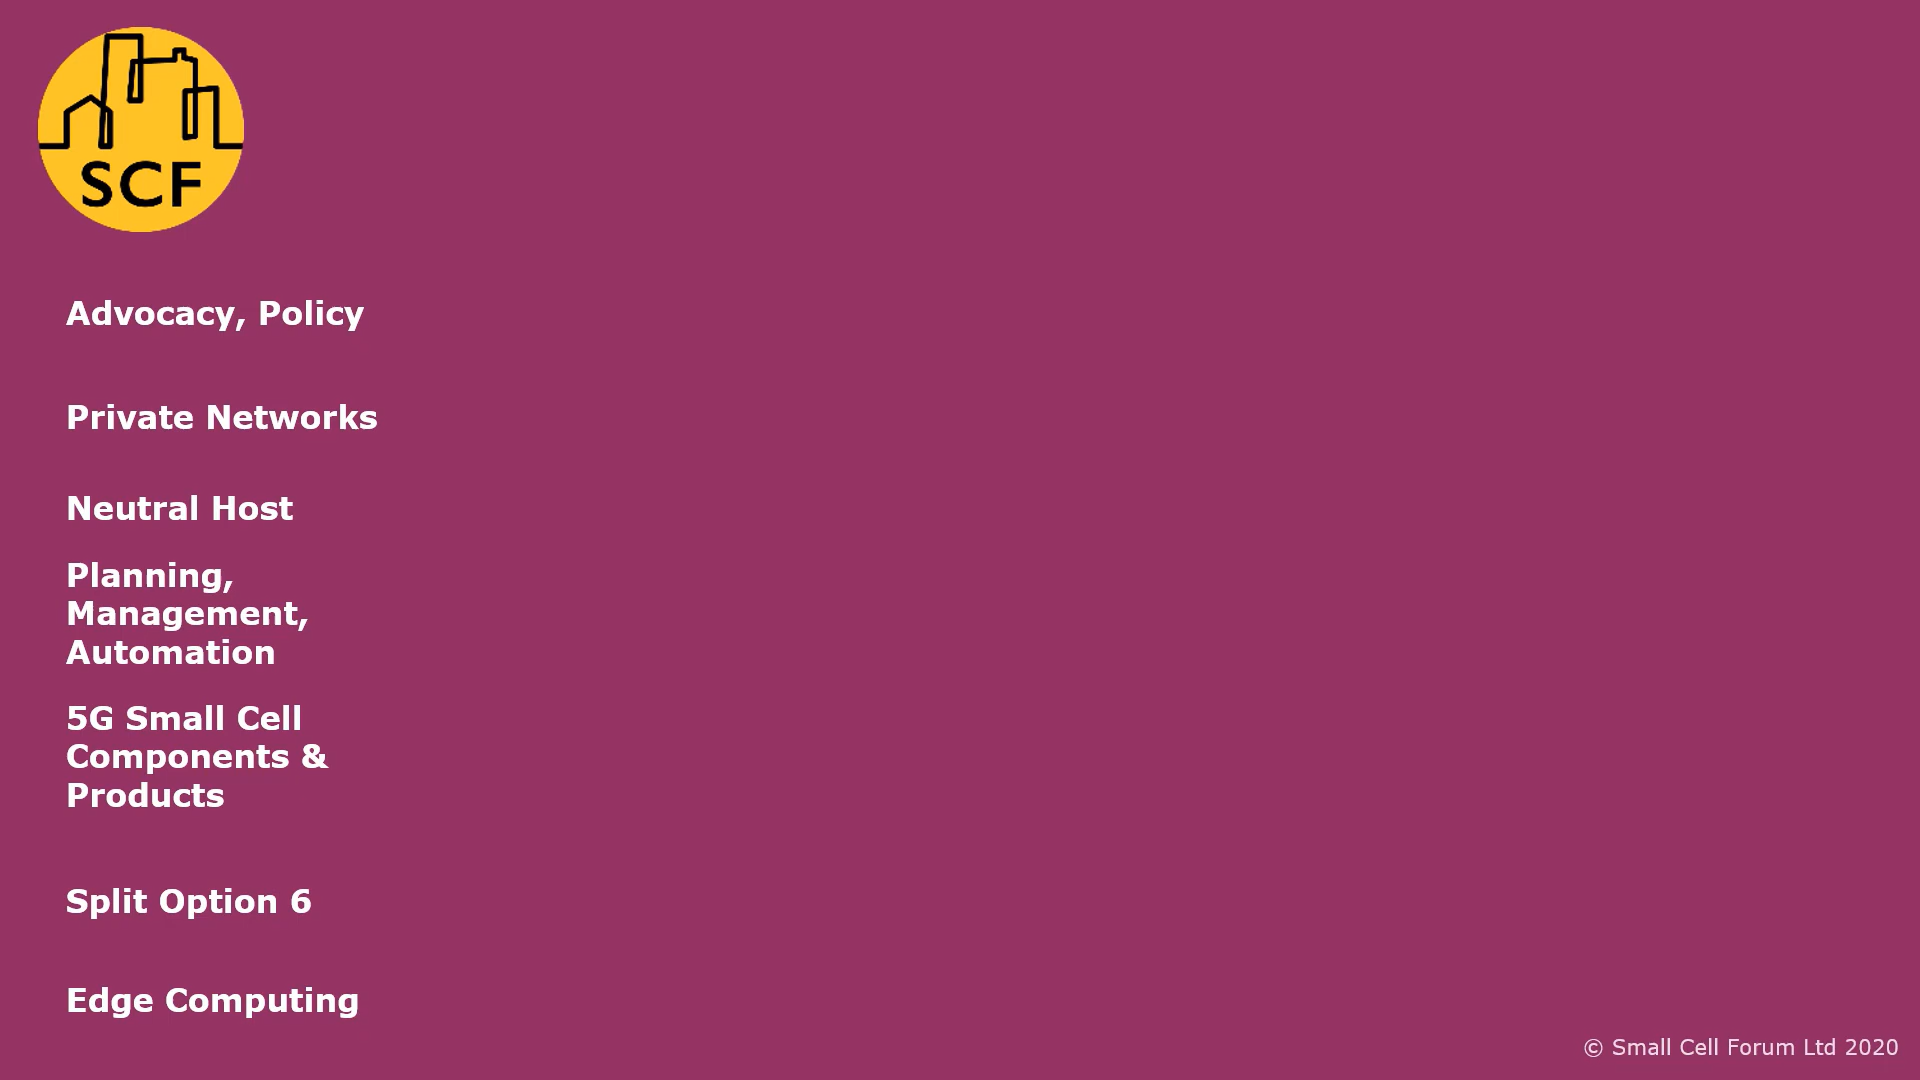 SCF
Advocacy, Policy
Private Networks
Neutral Host
Planning,
Management,
Automation
5G Small Cell
Components &
Products
Split Option 6
Edge Computing
© Small Cell Forum Ltd 2020